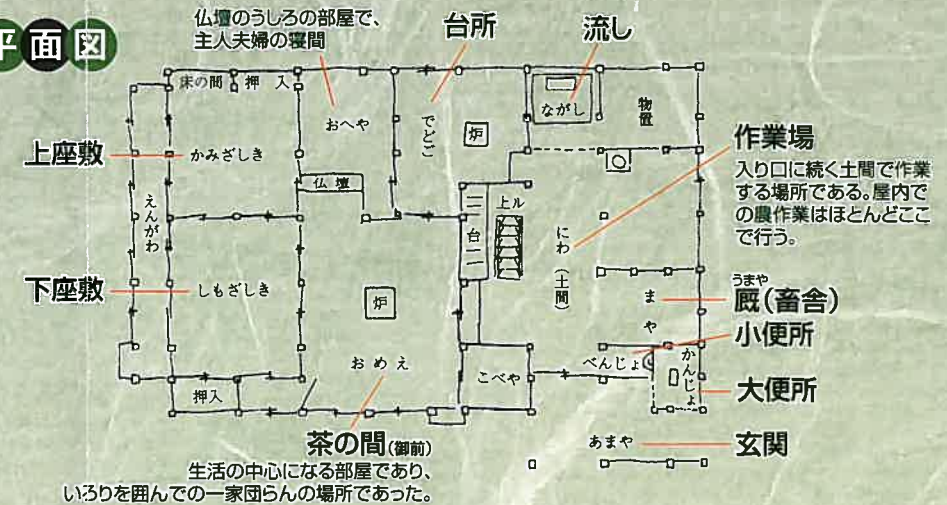 平面図
仏壇のうしろの部屋で、
主人夫婦の寝間
台所
流し
床の間
押入
おへや
でどご
炉
ながし
物置
上座敷
かみざしき
仏壇
作業場
入り口に続く土間で作業
する場所である。屋内で
の農作業はほとんどここ
で行う。
えんがわ
上ル
台
にわ(土間)
下座敷
しもざしき
炉
まや
うまや
厩(畜舎)
小便所
べんじょ
かんじょ
大便所
おめえ
こべや
押入
あまや
玄関
茶の間(御前)
生活の中心になる部屋であり、
いろりを囲んでの一家団らんの場所であった。